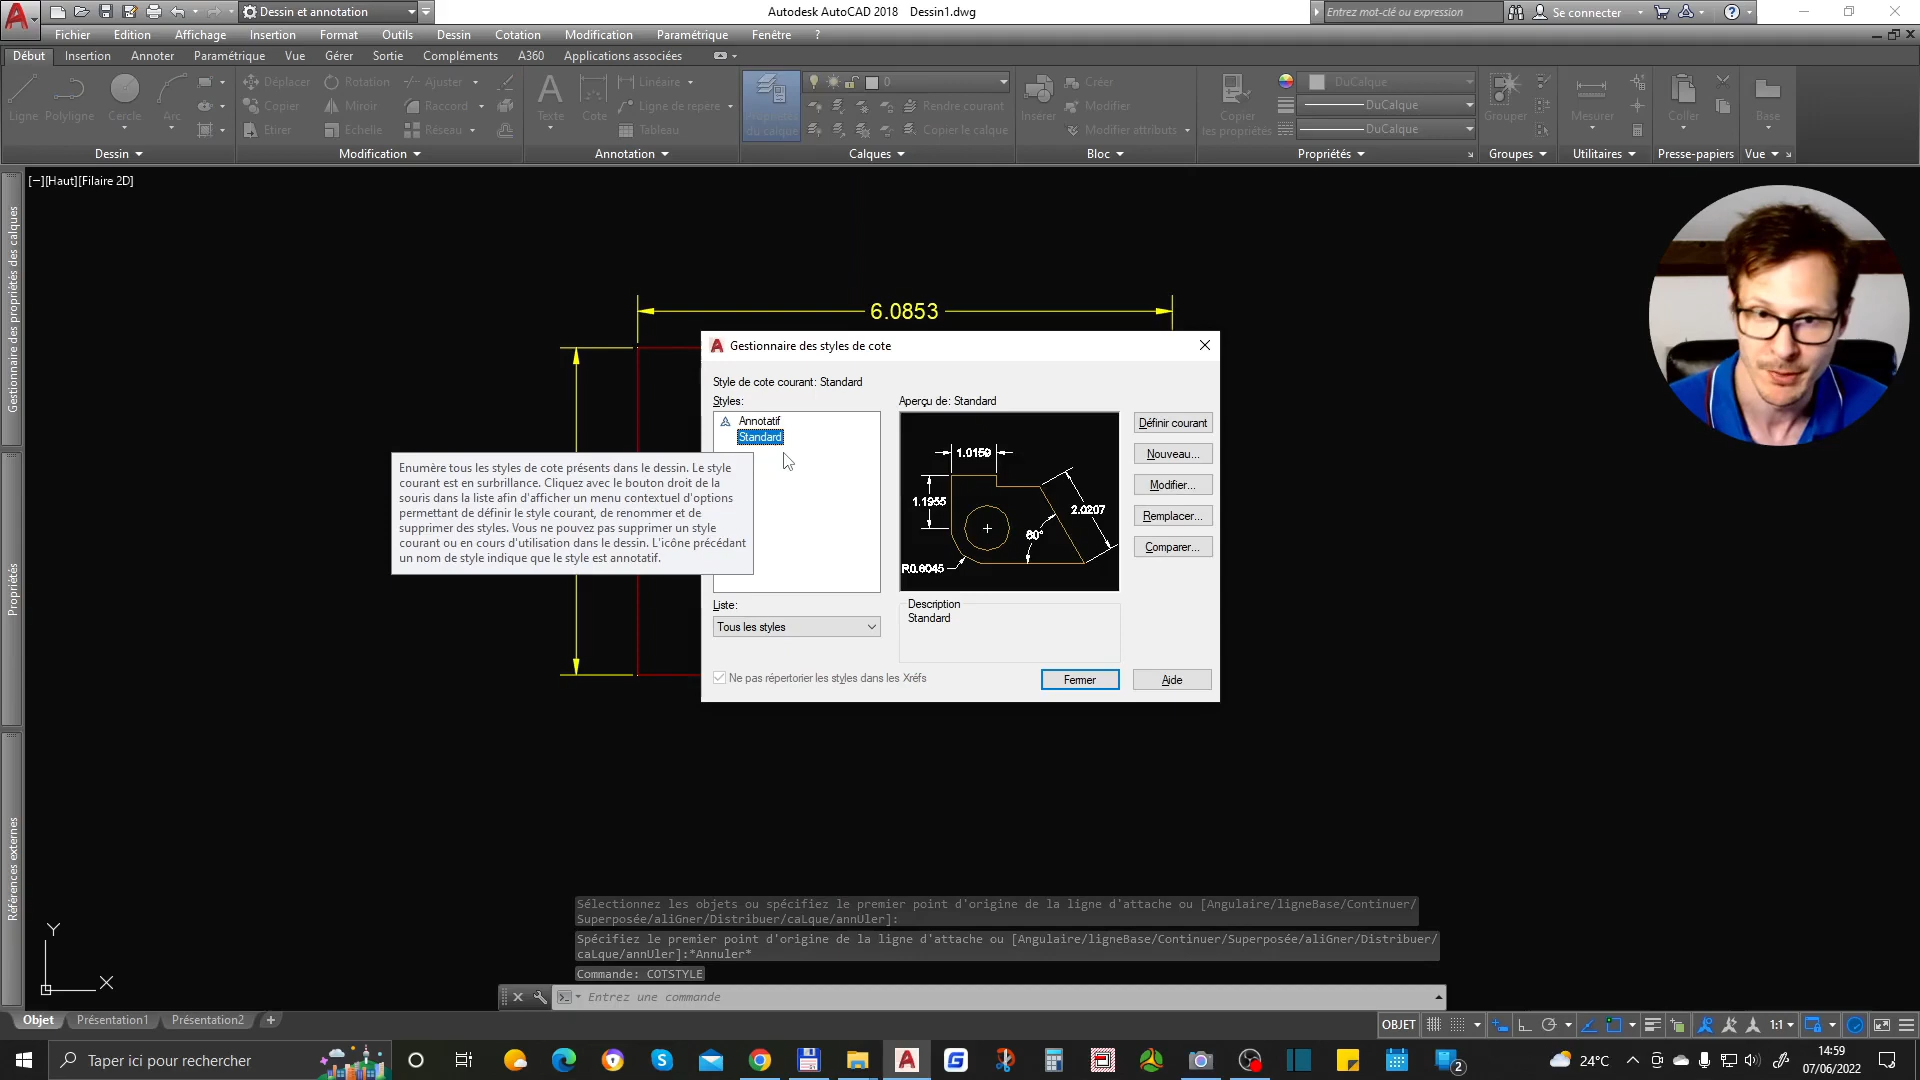 Dessin et annotation
Autodesk AutoCAD 2018 Dessin1.dwg
Entrez mot-clé ou expression
Se connecter
Fichier Edition Affichage Insertion Format Outils Dessin Cotation Modification Paramétrique Fenêtre ?
Début Insertion Annoter Paramétrique Vue Gérer Sortie Compléments A360 Applications associées
Ligne Polyligne Cercle Arc
Déplacer Rotation Ajuster
Copier Miroir Raccord
Etirer Echelle Réseau
Texte Cote
Linéaire
Ligne de repère
Tableau
Propriétés
du calque
0
Rendre courant
Copier le calque
Insérer
Créer
Modifier
Modifier attributs
Copier
les propriétés
DuCalque
DuCalque
DuCalque
Grouper
Mesurer
Coller
Base
Dessin Modification Annotation Calques Bloc Propriétés Groupes Utilitaires Presse-papiers Vue
[−][Haut][Filaire 2D]
Gestionnaire des propriétés des calques
Propriétés
Références externes
6.0853
Gestionnaire des styles de cote
Style de cote courant: Standard
Styles:
Annotatif
Standard
Aperçu de: Standard
1.0159
1.1955
2.0207
60°
R0.6045
Définir courant
Nouveau...
Modifier...
Remplacer...
Comparer...
Enumère tous les styles de cote présents dans le dessin. Le style
courant est en surbrillance. Cliquez avec le bouton droit de la
souris dans la liste afin d'afficher un menu contextuel d'options
permettant de définir le style courant, de renommer et de
supprimer des styles. Vous ne pouvez pas supprimer un style
courant ou en cours d'utilisation dans le dessin. L'icône précédant
un nom de style indique que le style est annotatif.
Liste:
Tous les styles
Description
Standard
Ne pas répertorier les styles dans les Xréfs
Fermer
Aide
Sélectionnez les objets ou spécifiez le premier point d'origine de la ligne d'attache ou [Angulaire/ligneBase/Continuer/
Superposée/aliGner/Distribuer/caLque/annUler]:
Spécifiez le premier point d'origine de la ligne d'attache ou [Angulaire/ligneBase/Continuer/Superposée/aliGner/Distribuer/
caLque/annUler]:*Annuler*
Commande: COTSTYLE
Entrez une commande
Y
X
Objet Présentation1 Présentation2 +
OBJET
1:1
Taper ici pour rechercher
2
24°C
14:59
07/06/2022